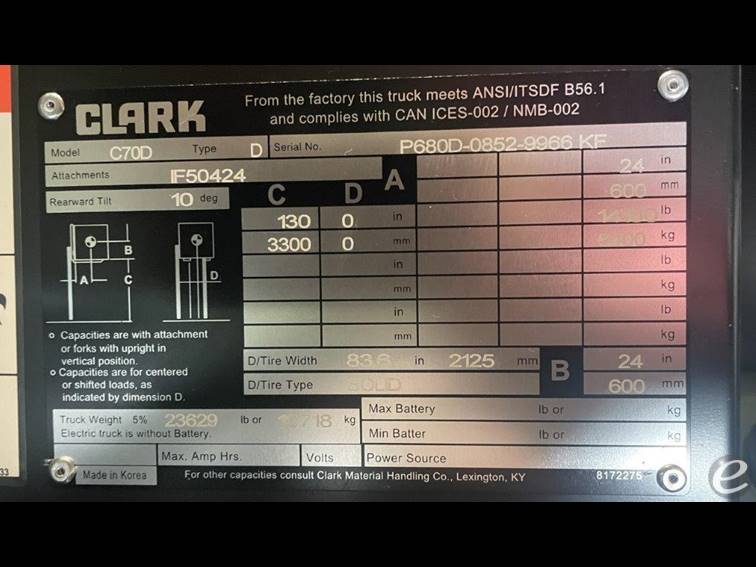 CLARK
From the factory this truck meets ANSI/ITSDF B56.1
and complies with CAN ICES-002 / NMB-002
Model C70D Type D Serial No. P680D-0852-9966 KF
Attachments IF50424
Rearward Tilt 10 deg
C D A 24 in
600 mm
130 0 in lb
3300 0 mm kg
in lb
mm kg
in lb
mm kg
A B C D
o Capacities are with attachment
or forks with upright in
vertical position.
o Capacities are for centered
or shifted loads, as
indicated by dimension D.
D/Tire Width 83.6 in 2125 mm B 24 in
D/Tire Type SOLID 600 mm
Truck Weight 5% 23629 lb or kg
Electric truck is without Battery.
Max Battery lb or kg
Min Batter lb or kg
Max. Amp Hrs. Volts Power Source
Made in Korea
For other capacities consult Clark Material Handling Co., Lexington, KY 8172275
33
e